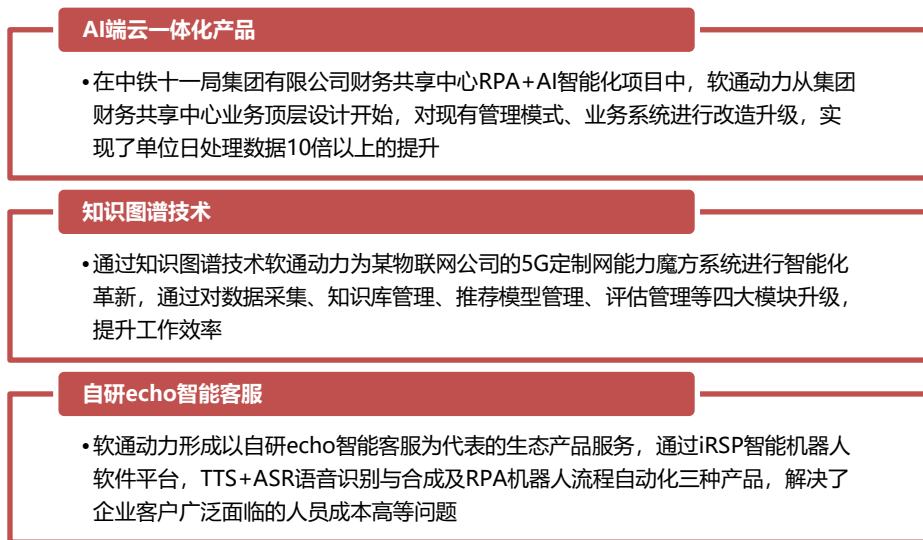 AI端云一体化产品
•在中铁十一局集团有限公司财务共享中心RPA+AI智能化项目中，软通动力从集团
财务共享中心业务顶层设计开始，对现有管理模式、业务系统进行改造升级，实
现了单位日处理数据10倍以上的提升
知识图谱技术
•通过知识图谱技术软通动力为某物联网公司的5G定制网能力魔方系统进行智能化
革新，通过对数据采集、知识库管理、推荐模型管理、评估管理等四大模块升级，
提升工作效率
自研echo智能客服
•软通动力形成以自研echo智能客服为代表的生态产品服务，通过iRSP智能机器人
软件平台，TTS+ASR语音识别与合成及RPA机器人流程自动化三种产品，解决了
企业客户广泛面临的人员成本高等问题